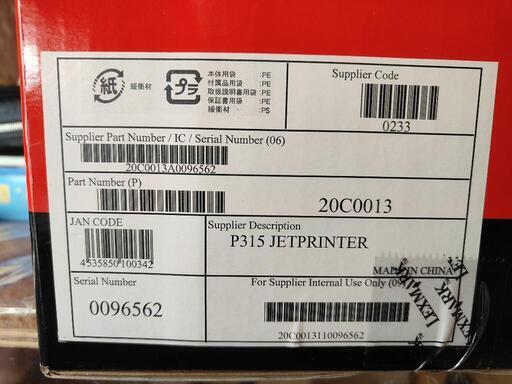 紙
緩衝材
プラ
本体用袋 :PE
付属品用袋 :PE
取扱説明書用袋:PE
保証書用袋 :PE
緩衝材 :PS
Supplier Code
0233
Supplier Part Number / IC / Serial Number (06)
20C0013A0096562
Part Number (P)
20C0013
JAN CODE
4535850100342
Supplier Description
P315 JETPRINTER
MADE IN CHINA
Serial Number
0096562
For Supplier Internal Use Only (09)
20C0013110096562
LEXMARK
LEXMARK